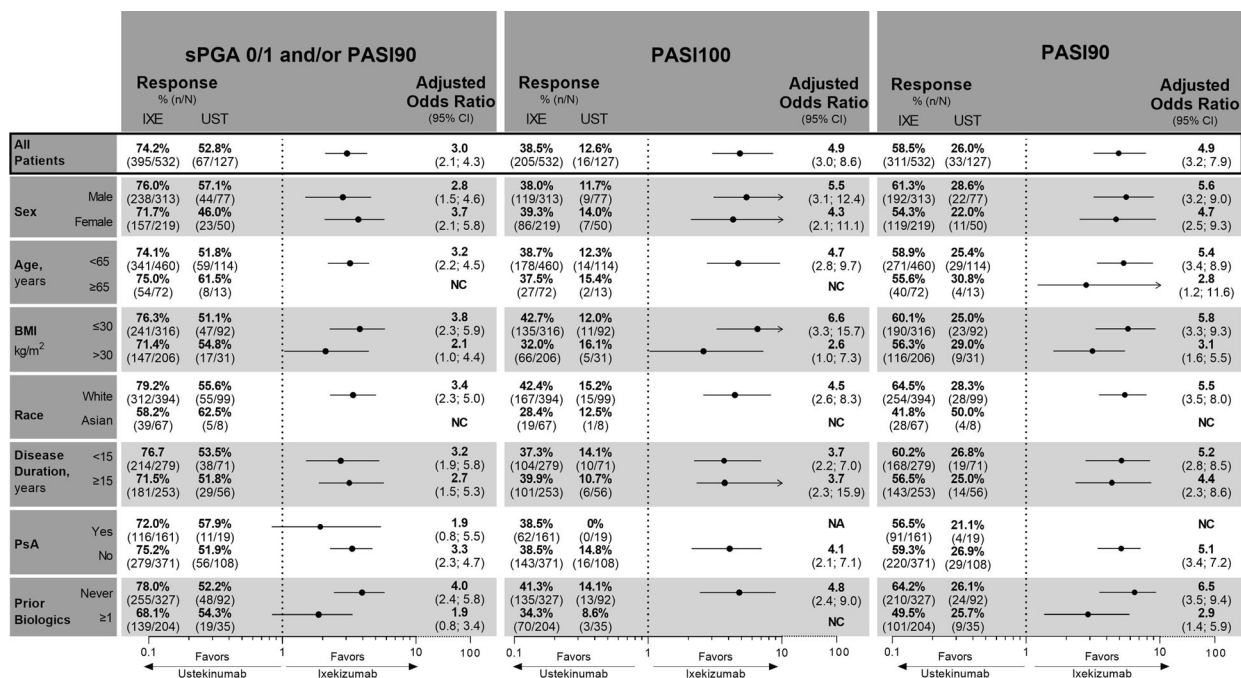 sPGA 0/1 and/or PASI90 PASI100 PASI90
Response Adjusted Response Adjusted Response Adjusted
% (n/N) Odds Ratio % (n/N) Odds Ratio % (n/N) Odds Ratio
IXE UST (95% CI) IXE UST (95% CI) IXE UST (95% CI)
All 74.2% 52.8% 3.0 38.5% 12.6% 4.9 58.5% 26.0% 4.9
Patients (395/532) (67/127) (2.1; 4.3) (205/532) (16/127) (3.0; 8.6) (311/532) (33/127) (3.2; 7.9)
Male 76.0% 57.1% 2.8 38.0% 11.7% 5.5 61.3% 28.6% 5.6
Sex (238/313) (44/77) (1.5; 4.6) (119/313) (9/77) (3.1; 12.4) (192/313) (22/77) (3.2; 9.0)
Female 71.7% 46.0% 3.7 39.3% 14.0% 4.3 54.3% 22.0% 4.7
(157/219) (23/50) (2.1; 5.8) (86/219) (7/50) (2.1; 11.1) (119/219) (11/50) (2.5; 9.3)
<65 74.1% 51.8% 3.2 38.7% 12.3% 4.7 58.9% 25.4% 5.4
Age, (341/460) (59/114) (2.2; 4.5) (178/460) (14/114) (2.8; 9.7) (271/460) (29/114) (3.4; 8.9)
years ≥65 75.0% 61.5% NC 37.5% 15.4% NC 55.6% 30.8% 2.8
(54/72) (8/13) (27/72) (2/13) (40/72) (4/13) (1.2; 11.6)
BMI ≤30 76.3% 51.1% 3.8 42.7% 12.0% 6.6 60.1% 25.0% 5.8
(241/316) (47/92) (2.3; 5.9) (135/316) (11/92) (3.3; 15.7) (190/316) (23/92) (3.3; 9.3)
kg/m² >30 71.4% 54.8% 2.1 32.0% 16.1% 2.6 56.3% 29.0% 3.1
(147/206) (17/31) (1.0; 4.4) (66/206) (5/31) (1.0; 7.3) (116/206) (9/31) (1.6; 5.5)
White 79.2% 55.6% 3.4 42.4% 15.2% 4.5 64.5% 28.3% 5.5
Race (312/394) (55/99) (2.3; 5.0) (167/394) (15/99) (2.6; 8.3) (254/394) (28/99) (3.5; 8.0)
Asian 58.2% 62.5% NC 28.4% 12.5% NC 41.8% 50.0% NC
(39/67) (5/8) (19/67) (1/8) (28/67) (4/8)
Disease <15 76.7 53.5% 3.2 37.3% 14.1% 3.7 60.2% 26.8% 5.2
Duration, (214/279) (38/71) (1.9; 5.8) (104/279) (10/71) (2.2; 7.0) (168/279) (19/71) (2.8; 8.5)
years ≥15 71.5% 51.8% 2.7 39.9% 10.7% 3.7 56.5% 25.0% 4.4
(181/253) (29/56) (1.5; 5.3) (101/253) (6/56) (2.3; 15.9) (143/253) (14/56) (2.3; 8.6)
Yes 72.0% 57.9% 1.9 38.5% 0% NA 56.5% 21.1% NC
PsA (116/161) (11/19) (0.8; 5.5) (62/161) (0/19) (91/161) (4/19)
No 75.2% 51.9% 3.3 38.5% 14.8% 4.1 59.3% 26.9% 5.1
(279/371) (56/108) (2.3; 4.7) (143/371) (16/108) (2.1; 7.1) (220/371) (29/108) (3.4; 7.2)
Never 78.0% 52.2% 4.0 41.3% 14.1% 4.8 64.2% 26.1% 6.5
Prior (255/327) (48/92) (2.4; 5.8) (135/327) (13/92) (2.4; 9.0) (210/327) (24/92) (3.5; 9.4)
Biologics ≥1 68.1% 54.3% 1.9 34.3% 8.6% NC 49.5% 25.7% 2.9
(139/204) (19/35) (0.8; 3.4) (70/204) (3/35) (101/204) (9/35) (1.4; 5.9)
0.1 1 10 100 0.1 1 10 100 0.1 1 10 100
Favors Favors Favors Favors Favors Favors
Ustekinumab Ixekizumab Ustekinumab Ixekizumab Ustekinumab Ixekizumab